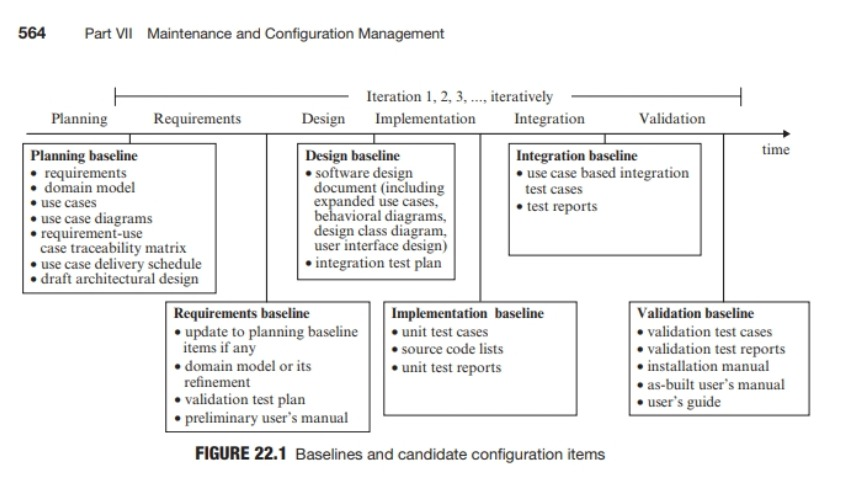 564 Part VII Maintenance and Configuration Management
Iteration 1, 2, 3, ..., iteratively
Planning Requirements Design Implementation Integration Validation
time
Planning baseline
• requirements
• domain model
• use cases
• use case diagrams
• requirement-use
case traceability matrix
• use case delivery schedule
• draft architectural design
Design baseline
• software design
document (including
expanded use cases,
behavioral diagrams,
design class diagram,
user interface design)
• integration test plan
Integration baseline
• use case based integration
test cases
• test reports
Requirements baseline
• update to planning baseline
items if any
• domain model or its
refinement
• validation test plan
• preliminary user's manual
Implementation baseline
• unit test cases
• source code lists
• unit test reports
Validation baseline
• validation test cases
• validation test reports
• installation manual
• as-built user's manual
• user's guide
FIGURE 22.1 Baselines and candidate configuration items